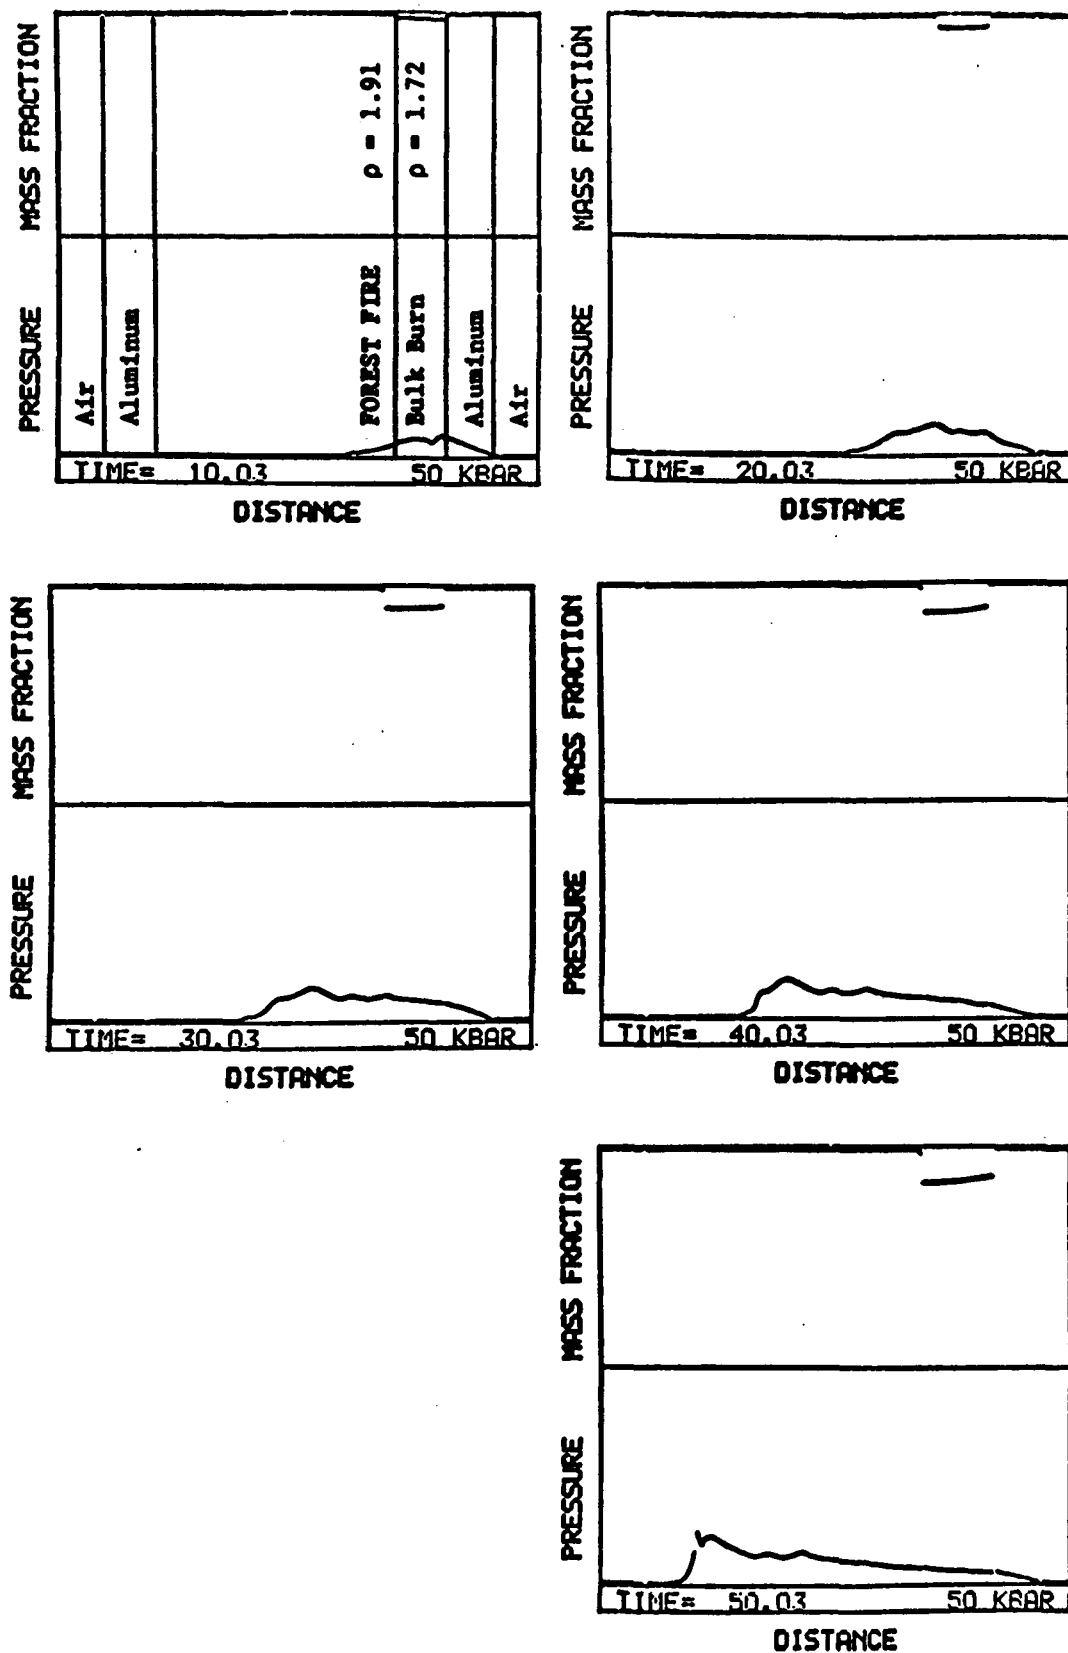 MASS FRACTION
PRESSURE
Air
Aluminum
FOREST FIRE
ρ = 1.91
Bulk Burn
ρ = 1.72
Aluminum
Air
TIME= 10.03 50 KBAR
DISTANCE
MASS FRACTION
PRESSURE
TIME= 20.03 50 KBAR
DISTANCE
MASS FRACTION
PRESSURE
TIME= 30.03 50 KBAR
DISTANCE
MASS FRACTION
PRESSURE
TIME= 40.03 50 KBAR
DISTANCE
MASS FRACTION
PRESSURE
TIME= 50.03 50 KBAR
DISTANCE